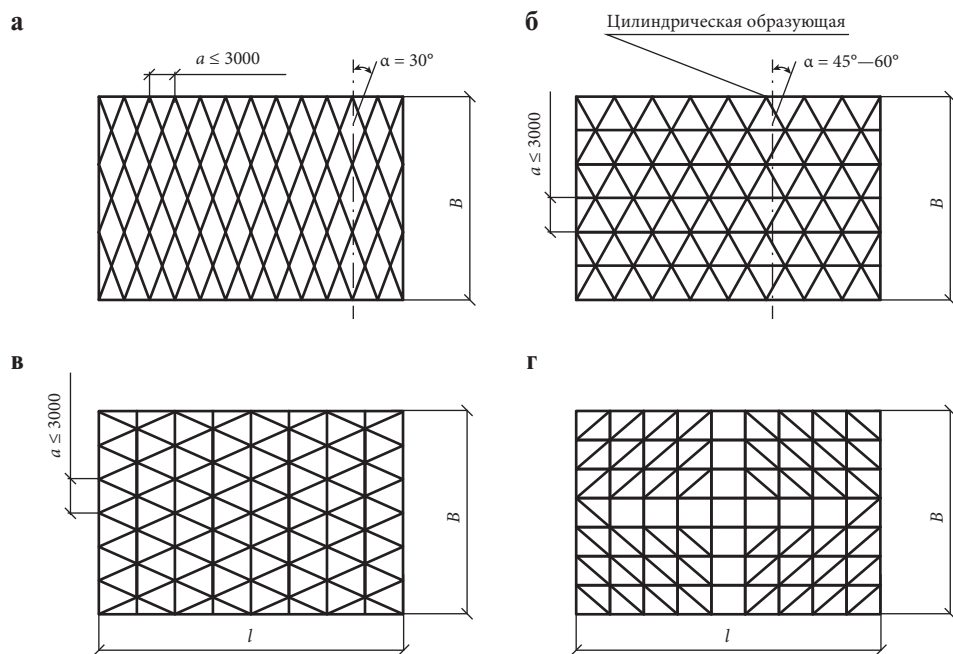 а
a ≤ 3000
α = 30°
B
б
Цилиндрическая образующая
α = 45°—60°
a ≤ 3000
B
в
a ≤ 3000
B
l
г
B
l